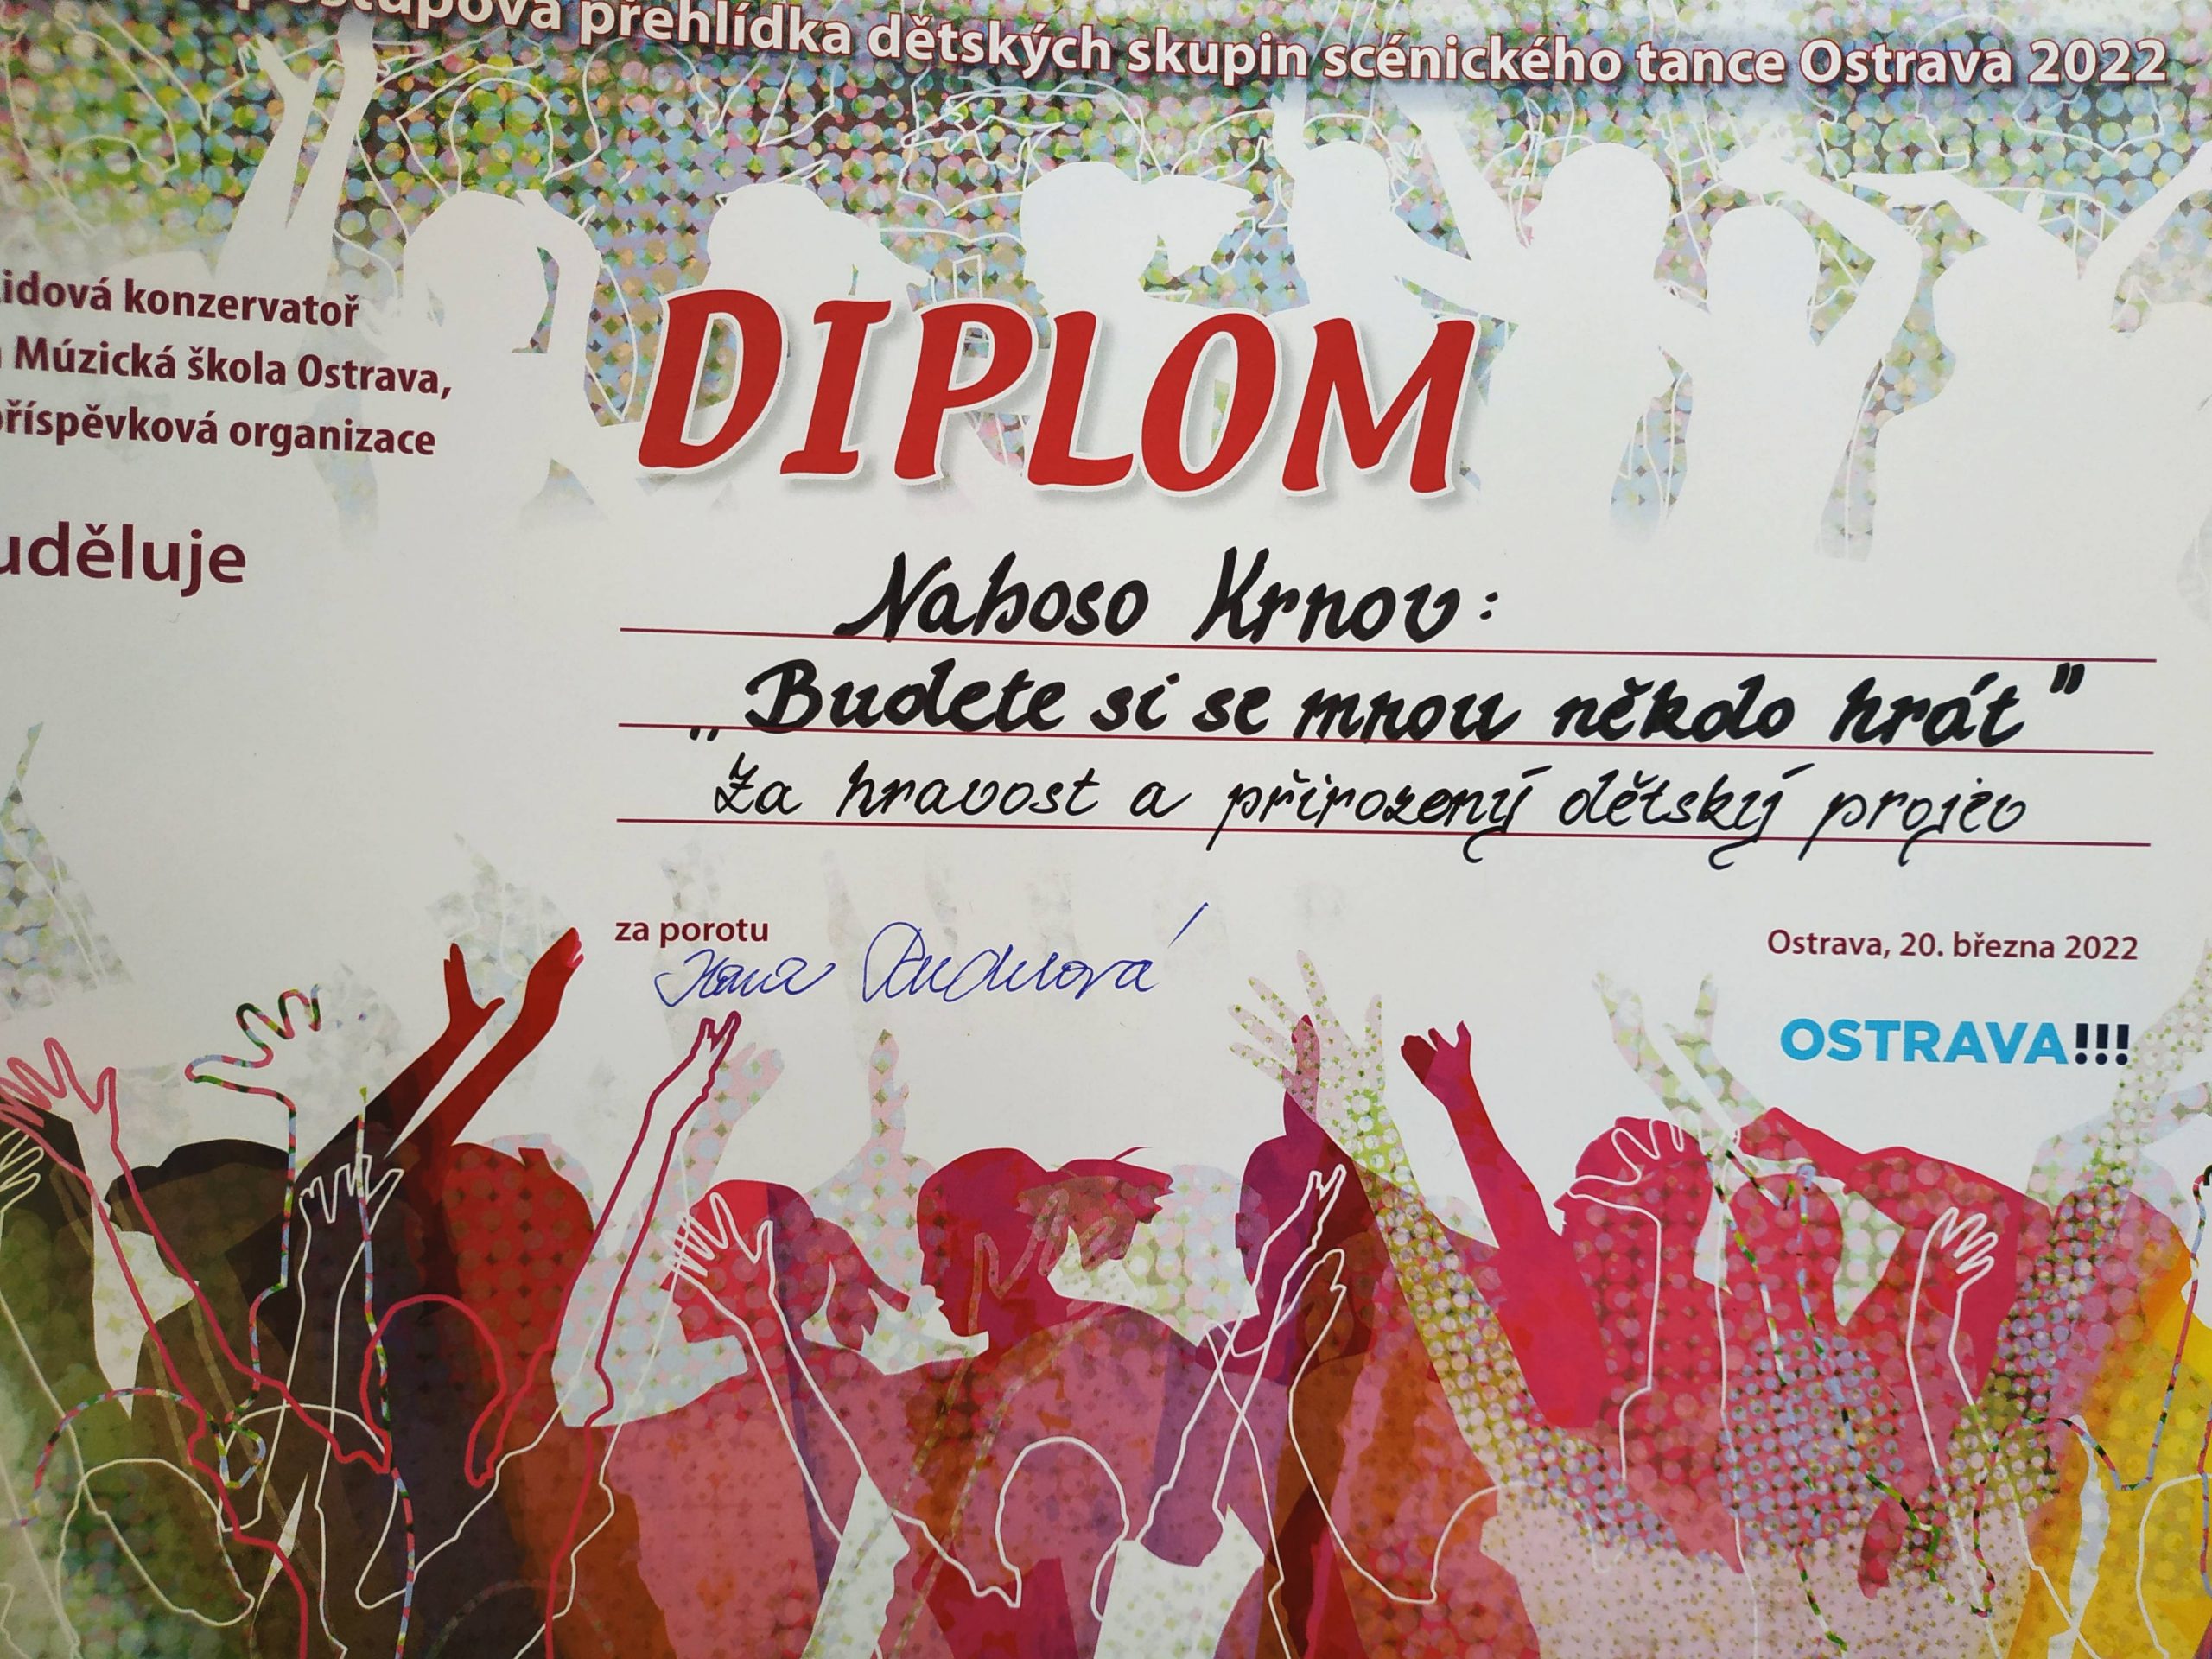 postupová přehlídka dětských skupin scénického tance Ostrava 2022
idová konzervatoř
Múzická škola Ostrava,
příspěvková organizace
uděluje
DIPLOM
Naboso Krnov:
„Budete si se mnou někdo hrát"
Za hravost a přirozený dětský projev
za porotu
Ostrava, 20. března 2022
OSTRAVA!!!